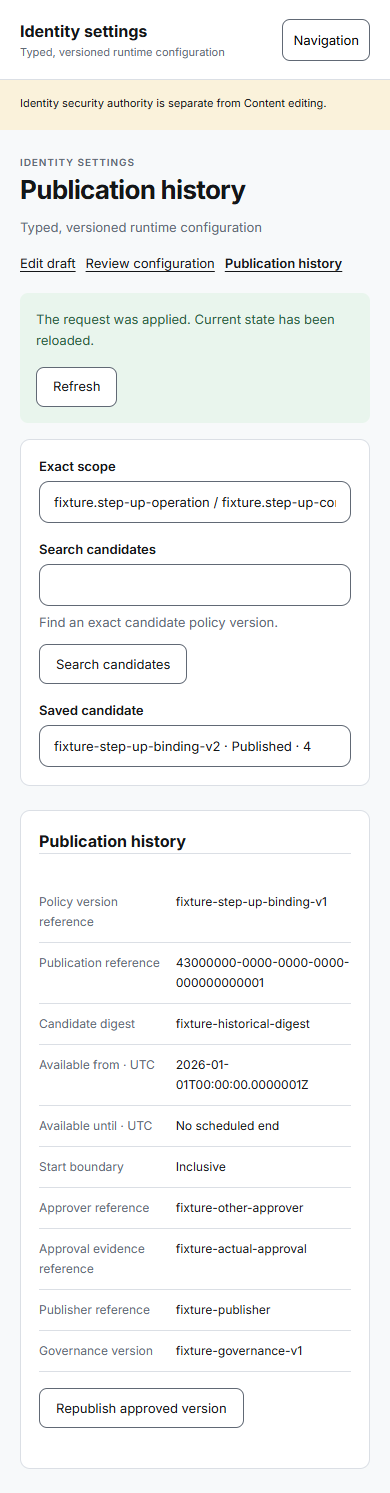 Identity settings
Typed, versioned runtime configuration
Navigation
Identity security authority is separate from Content editing.
IDENTITY SETTINGS
Publication history
Typed, versioned runtime configuration
Edit draft Review configuration Publication history
The request was applied. Current state has been
reloaded.
Refresh
Exact scope
fixture.step-up-operation / fixture.step-up-co
Search candidates
Find an exact candidate policy version.
Search candidates
Saved candidate
fixture-step-up-binding-v2 · Published · 4
Publication history
Policy version
reference
fixture-step-up-binding-v1
Publication reference
43000000-0000-0000-0000-
000000000001
Candidate digest
fixture-historical-digest
Available from · UTC
2026-01-
01T00:00:00.0000001Z
Available until · UTC
No scheduled end
Start boundary
Inclusive
Approver reference
fixture-other-approver
Approval evidence
reference
fixture-actual-approval
Publisher reference
fixture-publisher
Governance version
fixture-governance-v1
Republish approved version